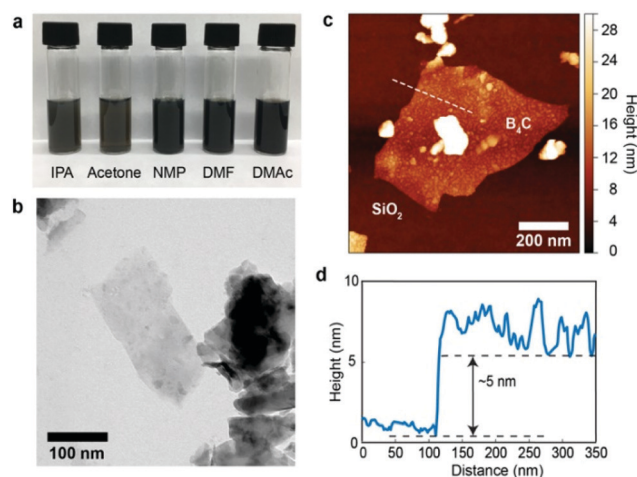 a
IPA Acetone NMP DMF DMAc
b
100 nm
c
B₄C
SiO₂
200 nm
Height (nm)
30
28
24
20
16
12
8
4
0
d
Height (nm)
10
5
0
~5 nm
0 50 100 150 200 250 300 350
Distance (nm)